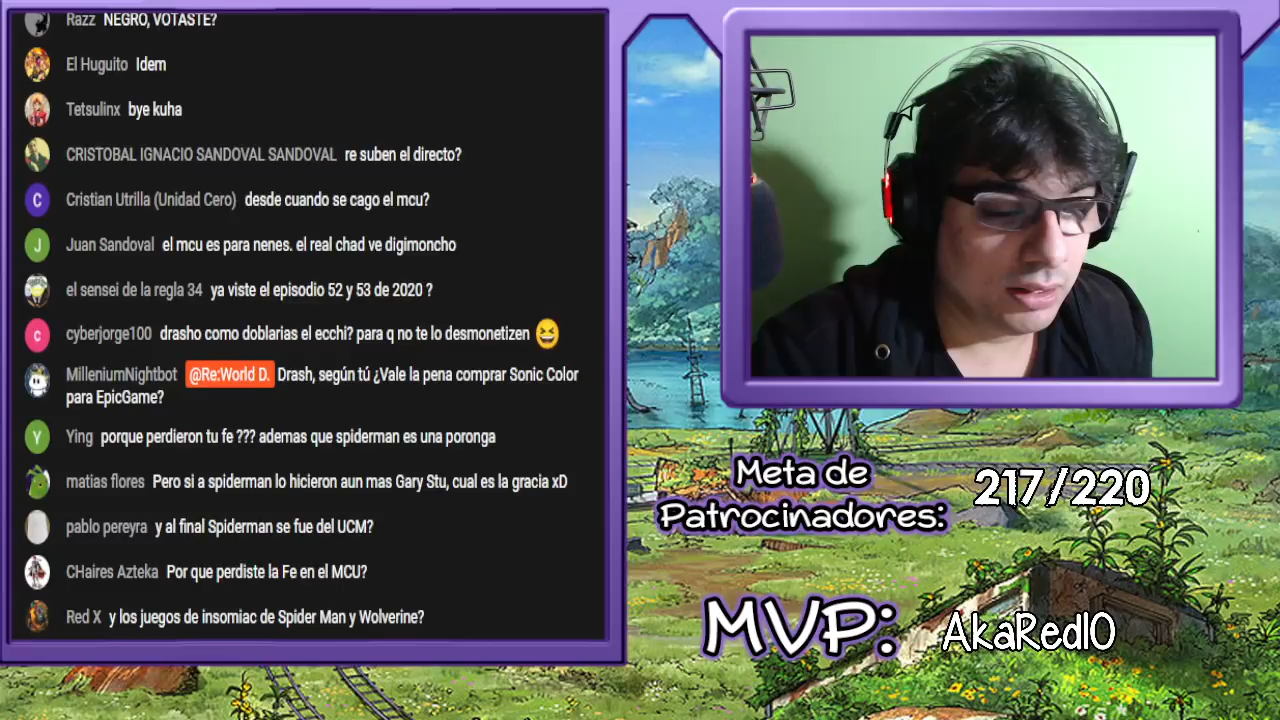 Razz NEGRO, VOTASTE?
El Huguito Idem
Tetsulinx bye kuha
CRISTOBAL IGNACIO SANDOVAL SANDOVAL re suben el directo?
C Cristian Utrilla (Unidad Cero) desde cuando se cago el mcu?
J Juan Sandoval el mcu es para nenes. el real chad ve digimoncho
el sensei de la regla 34 ya viste el episodio 52 y 53 de 2020 ?
c cyberjorge100 drasho como doblarias el ecchi? para q no te lo desmonetizen 😆
MilleniumNightbot @Re:World D. Drash, según tú ¿Vale la pena comprar Sonic Color
para EpicGame?
Y Ying porque perdieron tu fe ??? ademas que spiderman es una poronga
matias flores Pero si a spiderman lo hicieron aun mas Gary Stu, cual es la gracia xD
pablo pereyra y al final Spiderman se fue del UCM?
CHaires Azteka Por que perdiste la Fe en el MCU?
Red X y los juegos de insomiac de Spider Man y Wolverine?
Meta de
Patrocinadores:
217/220
MVP:
AkaRed10